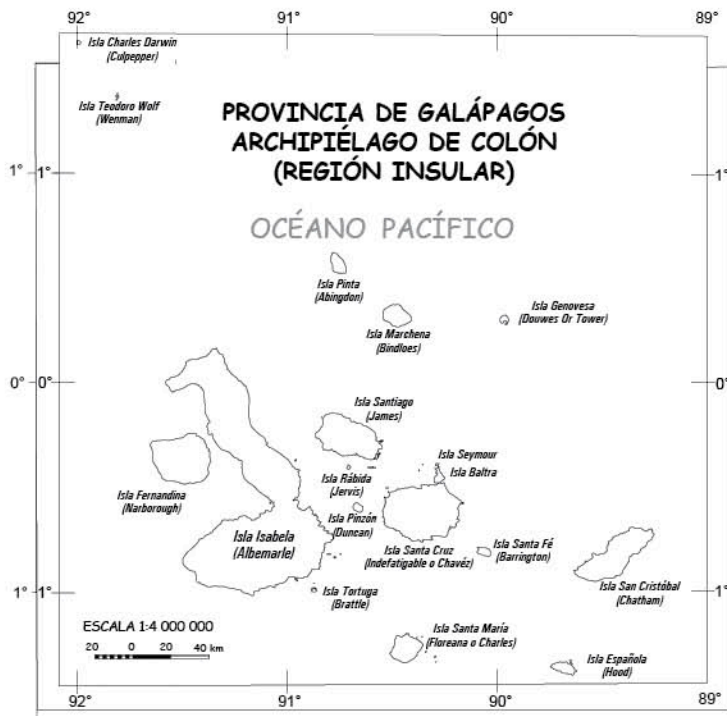 92°
91°
90°
89°
Isla Charles Darwin
(Culpepper)
Isla Teodoro Wolf
(Wenman)
PROVINCIA DE GALÁPAGOS
ARCHIPIÉLAGO DE COLÓN
(REGIÓN INSULAR)
1° 1°
1°
OCÉANO PACÍFICO
Isla Pinta
(Abingdon)
Isla Genovesa
(Douwes Or Tower)
Isla Marchena
(Bindloes)
0° 0°
0°
Isla Santiago
(James)
Isla Seymour
Isla Baltra
Isla Rábida
(Jervis)
Isla Fernandina
(Narborough)
Isla Pinzón
(Duncan)
Isla Isabela
(Albemarle)
Isla Santa Cruz
(Indefatigable o Chavéz)
Isla Santa Fé
(Barrington)
Isla San Cristóbal
(Chatham)
1° 1°
1°
Isla Tortuga
(Brattle)
ESCALA 1:4 000 000
20 0 20 40 km
Isla Santa María
(Floreana o Charles)
Isla Española
(Hood)
92°
91°
90°
89°